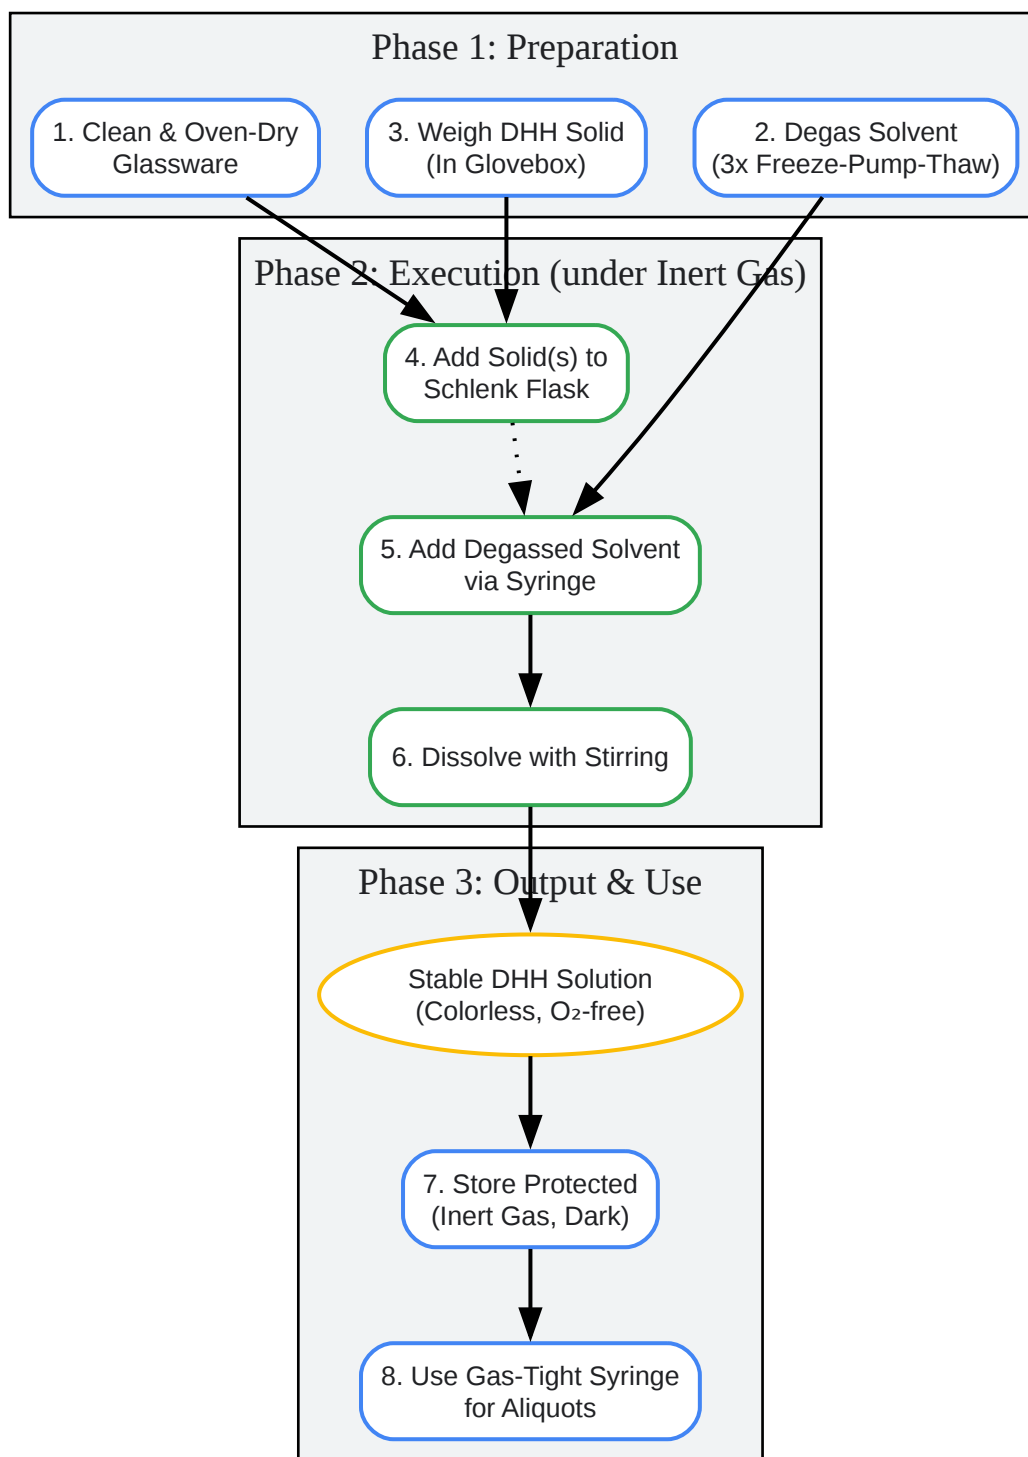 Phase 1: Preparation
1. Clean & Oven-Dry
Glassware
3. Weigh DHH Solid
(In Glovebox)
2. Degas Solvent
(3x Freeze-Pump-Thaw)
Phase 2: Execution (under Inert Gas)
4. Add Solid(s) to
Schlenk Flask
5. Add Degassed Solvent
via Syringe
6. Dissolve with Stirring
Phase 3: Output & Use
Stable DHH Solution
(Colorless, O₂-free)
7. Store Protected
(Inert Gas, Dark)
8. Use Gas-Tight Syringe
for Aliquots